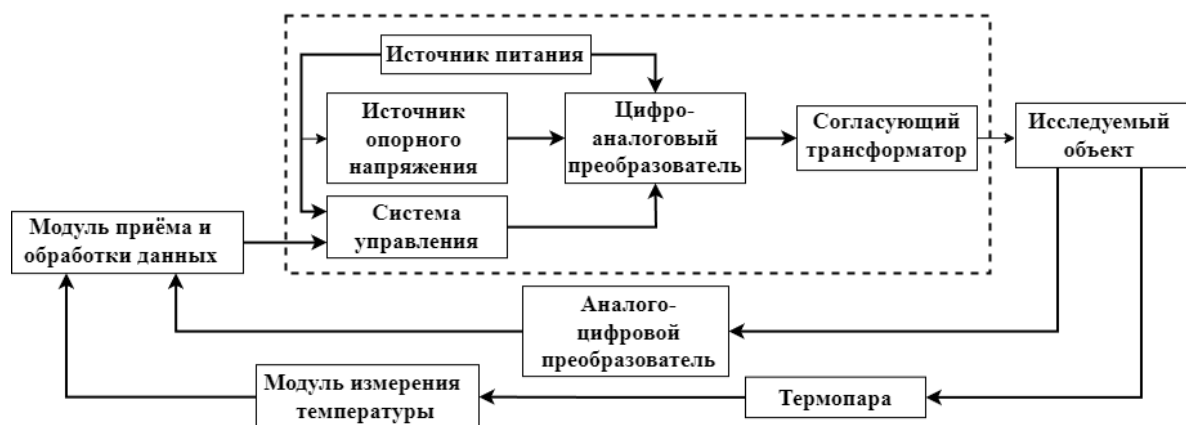 Источник питания
Источник
опорного
напряжения
Цифро-
аналоговый
преобразователь
Согласующий
трансформатор
Исследуемый
объект
Система
управления
Модуль приёма и
обработки данных
Аналого-
цифровой
преобразователь
Модуль измерения
температуры
Термопара